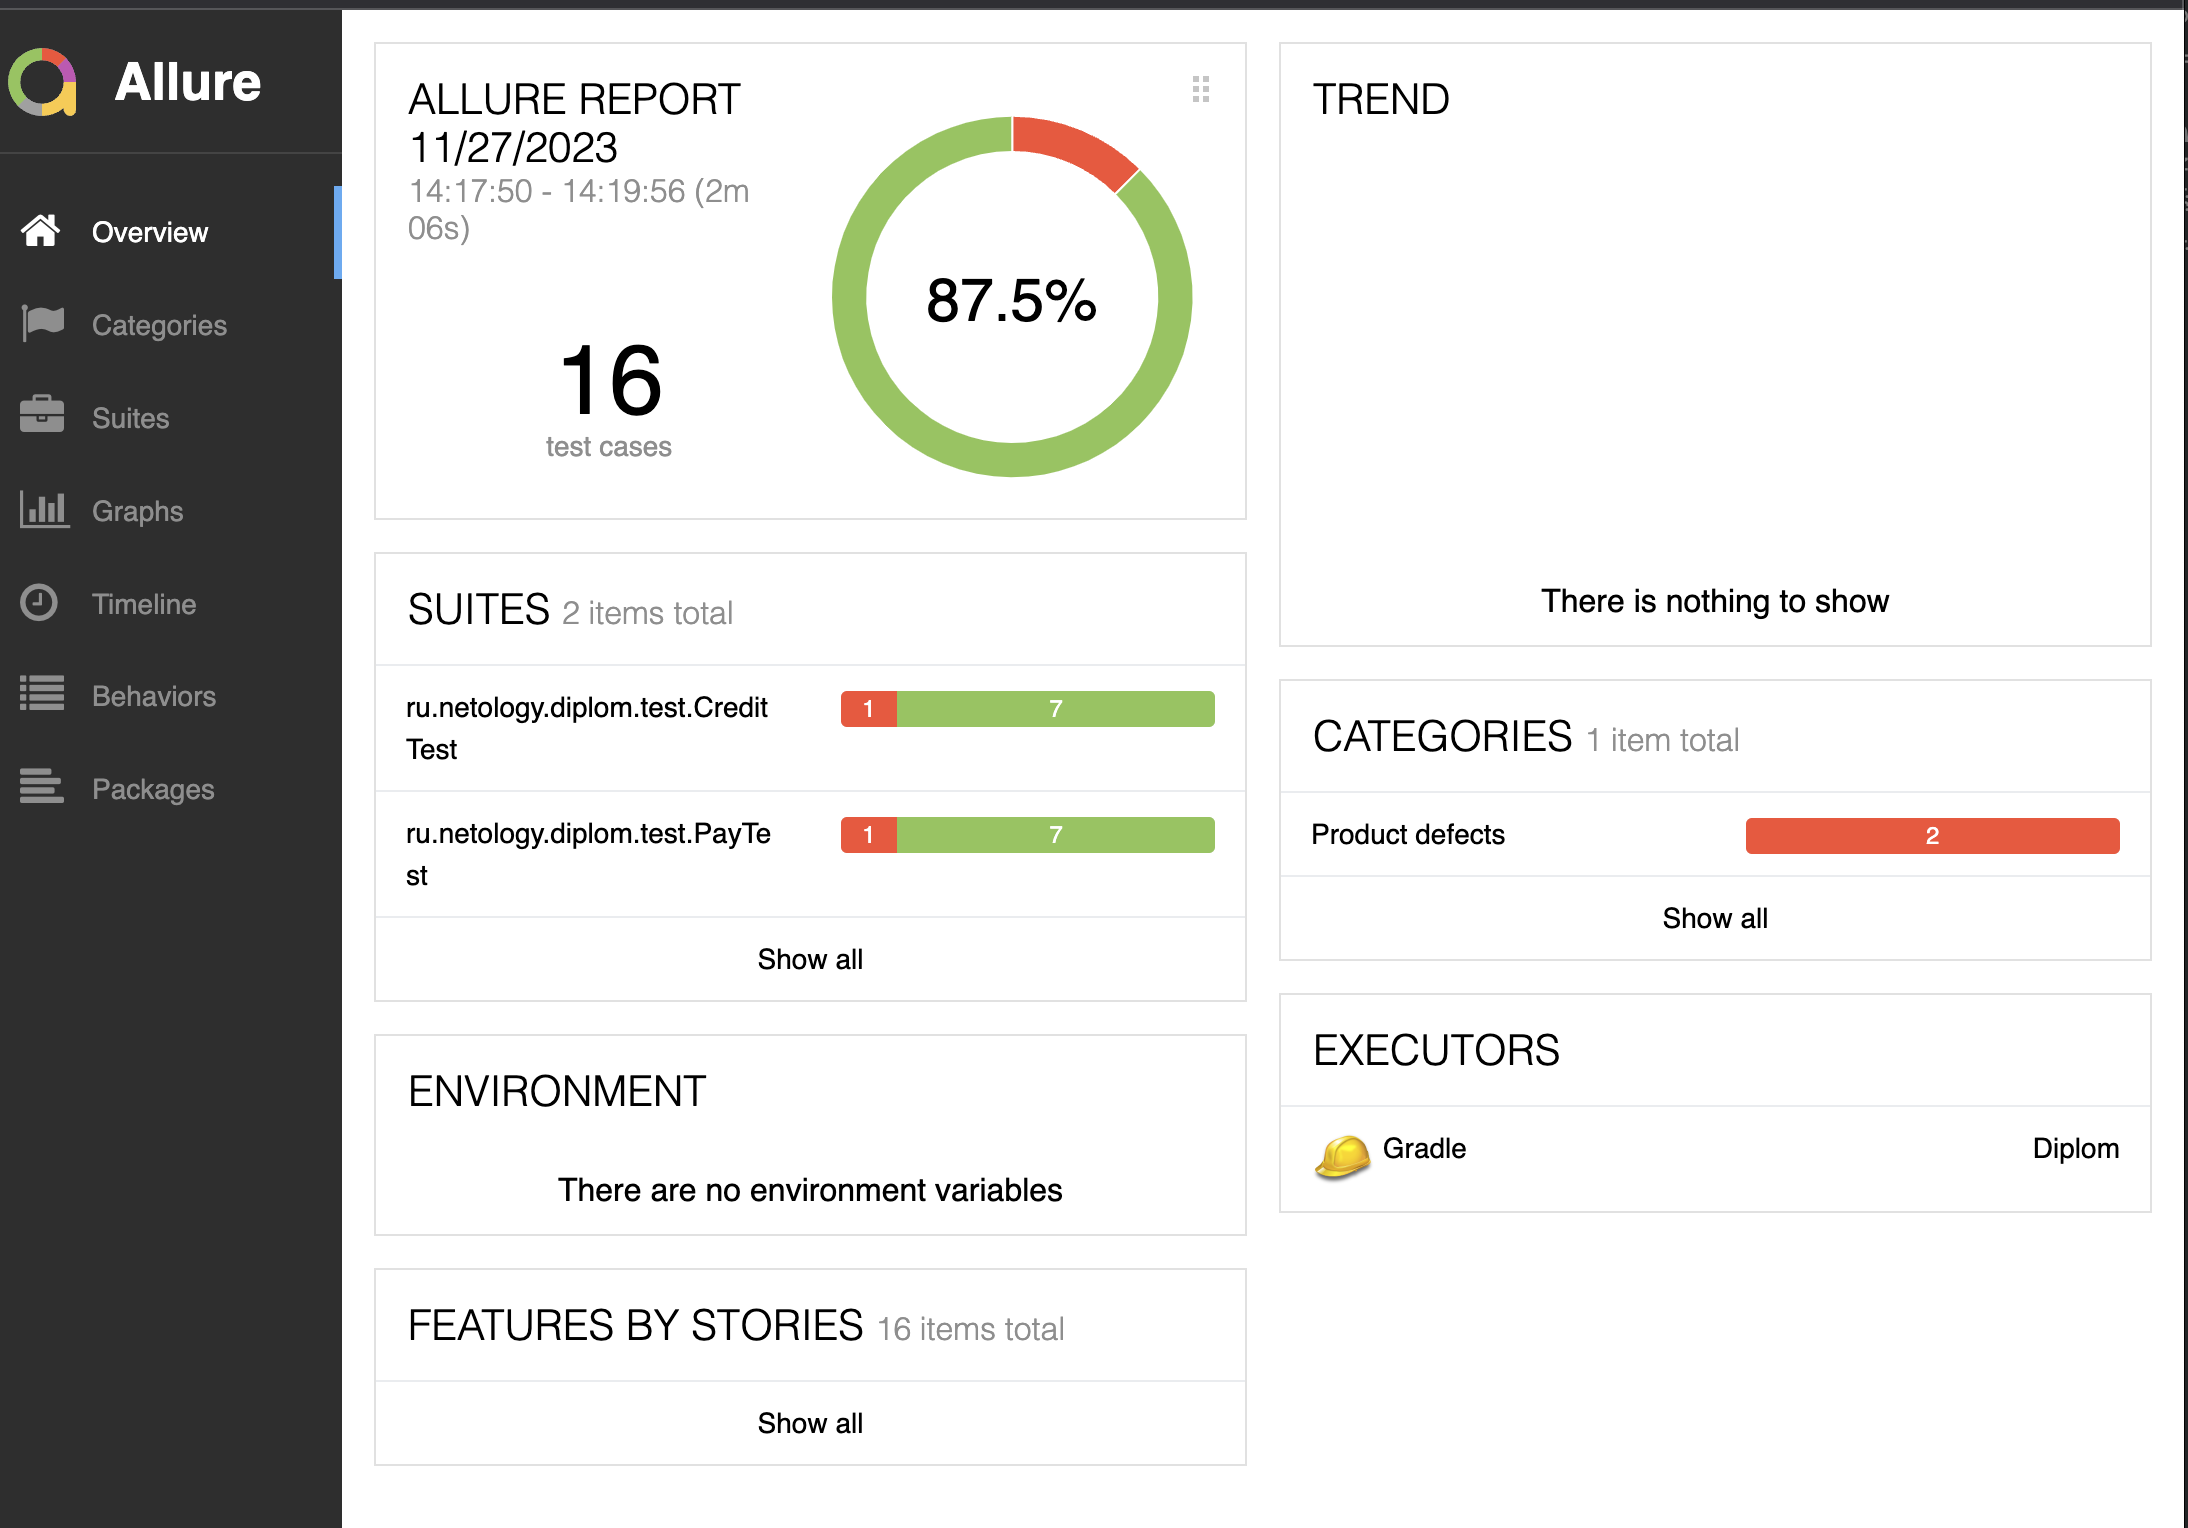 Allure
Overview
Categories
Suites
Graphs
Timeline
Behaviors
Packages
ALLURE REPORT
11/27/2023
14:17:50 - 14:19:56 (2m
06s)
16
test cases
87.5%
SUITES 2 items total
ru.netology.diplom.test.Credit
Test
1 7
ru.netology.diplom.test.PayTe
st
1 7
Show all
ENVIRONMENT
There are no environment variables
FEATURES BY STORIES 16 items total
Show all
TREND
There is nothing to show
CATEGORIES 1 item total
Product defects 2
Show all
EXECUTORS
Gradle Diplom